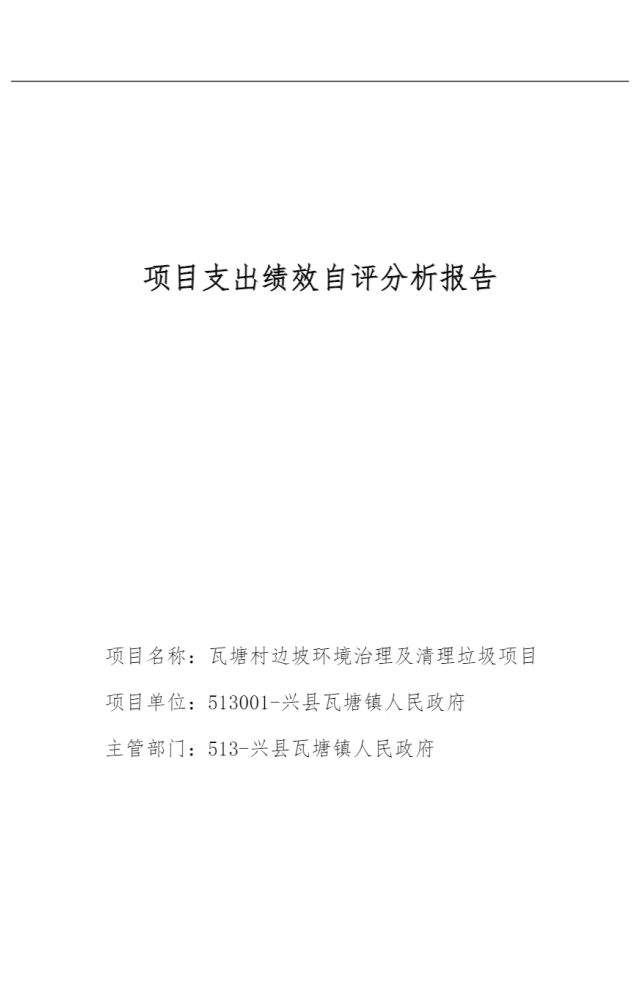 项目支出绩效自评分析报告
项目名称：瓦塘村边坡环境治理及清理垃圾项目
项目单位：513001-兴县瓦塘镇人民政府
主管部门：513-兴县瓦塘镇人民政府